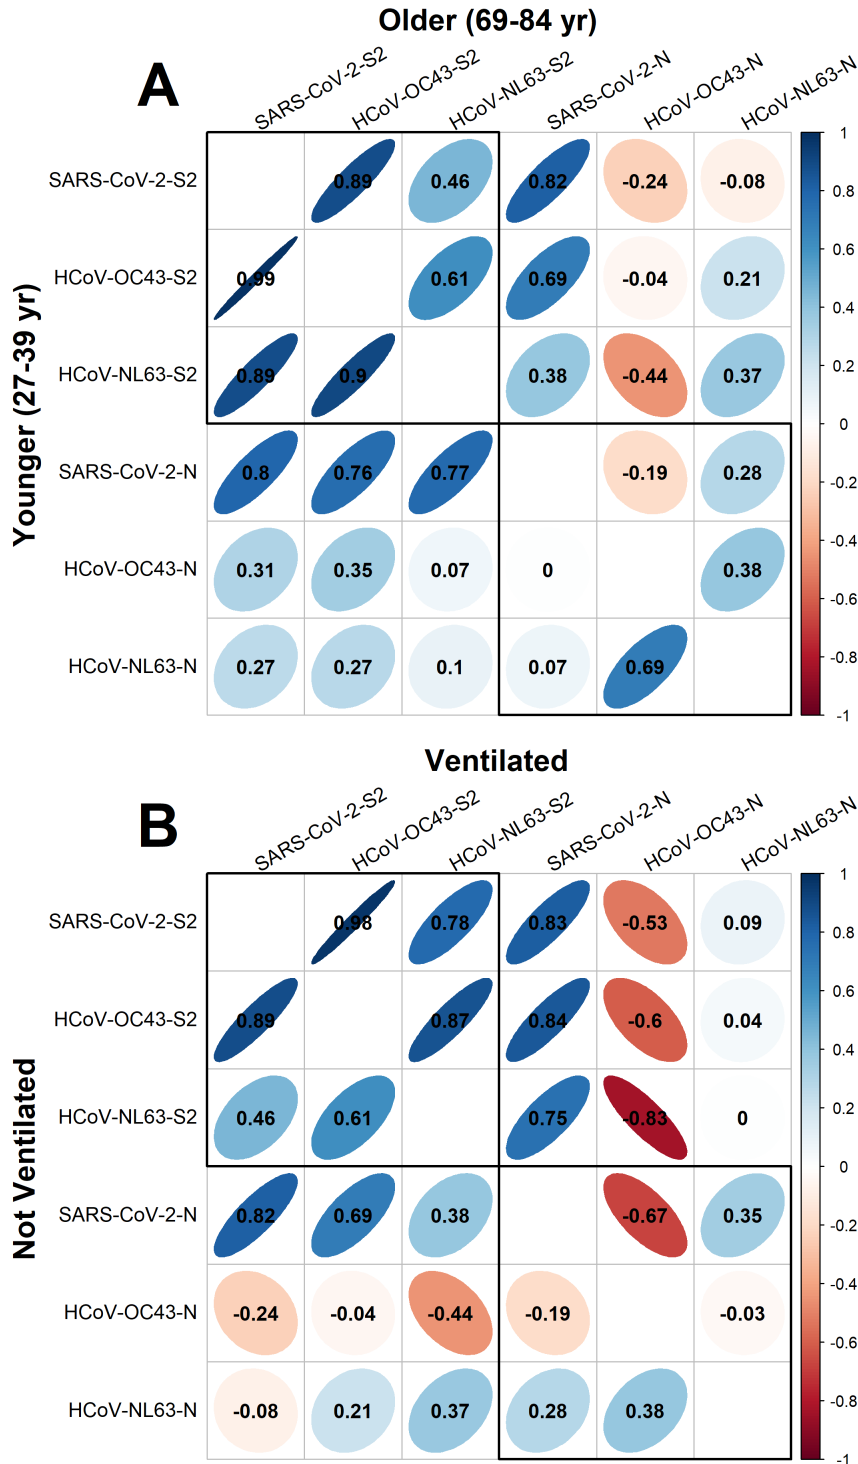 Older (69-84 yr)
A
SARS-CoV-2-S2 HCoV-OC43-S2 HCoV-NL63-S2 SARS-CoV-2-N HCoV-OC43-N HCoV-NL63-N
Younger (27-39 yr)
SARS-CoV-2-S2 0.89 0.46 0.82 -0.24 -0.08
HCoV-OC43-S2 0.99 0.61 0.69 -0.04 0.21
HCoV-NL63-S2 0.89 0.9 0.38 -0.44 0.37
SARS-CoV-2-N 0.8 0.76 0.77 -0.19 0.28
HCoV-OC43-N 0.31 0.35 0.07 0 0.38
HCoV-NL63-N 0.27 0.27 0.1 0.07 0.69
1
0.8
0.6
0.4
0.2
0
-0.2
-0.4
-0.6
-0.8
-1
Ventilated
B
SARS-CoV-2-S2 HCoV-OC43-S2 HCoV-NL63-S2 SARS-CoV-2-N HCoV-OC43-N HCoV-NL63-N
Not Ventilated
SARS-CoV-2-S2 0.98 0.78 0.83 -0.53 0.09
HCoV-OC43-S2 0.89 0.87 0.84 -0.6 0.04
HCoV-NL63-S2 0.46 0.61 0.75 -0.83 0
SARS-CoV-2-N 0.82 0.69 0.38 -0.67 0.35
HCoV-OC43-N -0.24 -0.04 -0.44 -0.19 -0.03
HCoV-NL63-N -0.08 0.21 0.37 0.28 0.38
1
0.8
0.6
0.4
0.2
0
-0.2
-0.4
-0.6
-0.8
-1